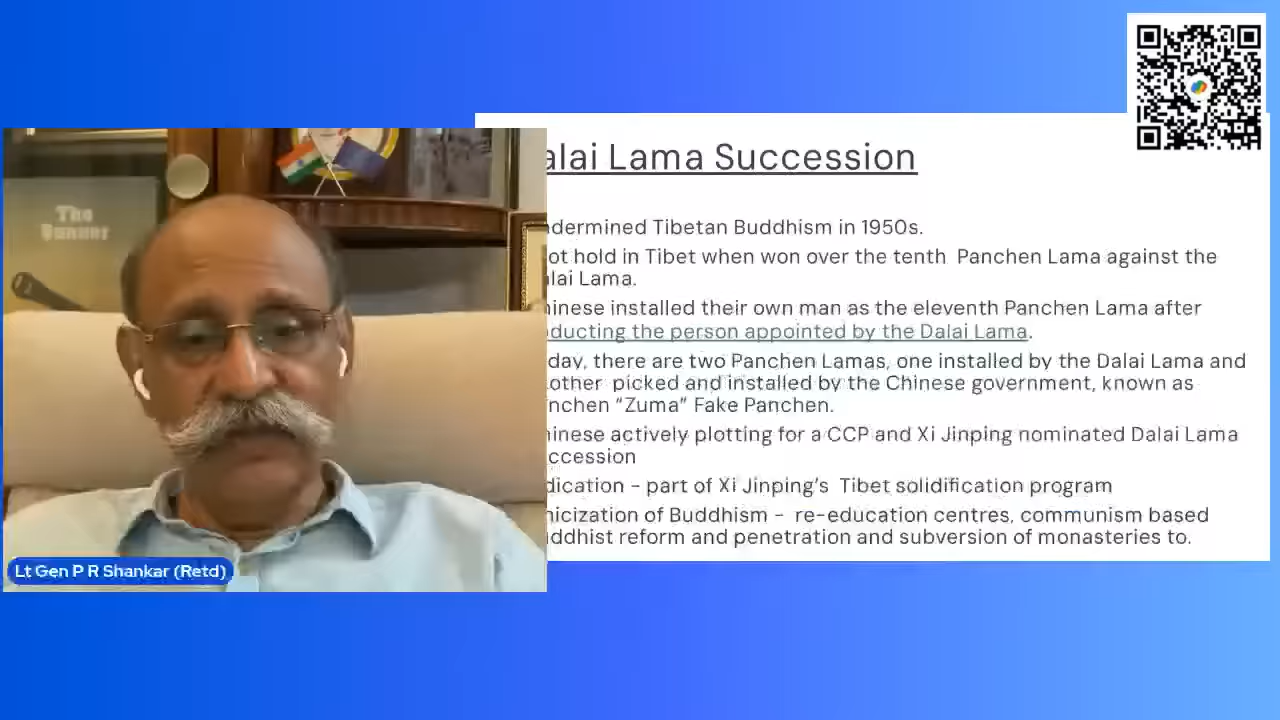 The
Gunner
Lt Gen P R Shankar (Retd)
alai Lama Succession
ndermined Tibetan Buddhism in 1950s.
ot hold in Tibet when won over the tenth Panchen Lama against the
alai Lama.
hinese installed their own man as the eleventh Panchen Lama after
ducting the person appointed by the Dalai Lama.
day, there are two Panchen Lamas, one installed by the Dalai Lama and
other picked and installed by the Chinese government, known as
nchen “Zuma” Fake Panchen.
hinese actively plotting for a CCP and Xi Jinping nominated Dalai Lama
ccession
dication – part of Xi Jinping’s Tibet solidification program
nicization of Buddhism – re-education centres, communism based
uddhist reform and penetration and subversion of monasteries to.